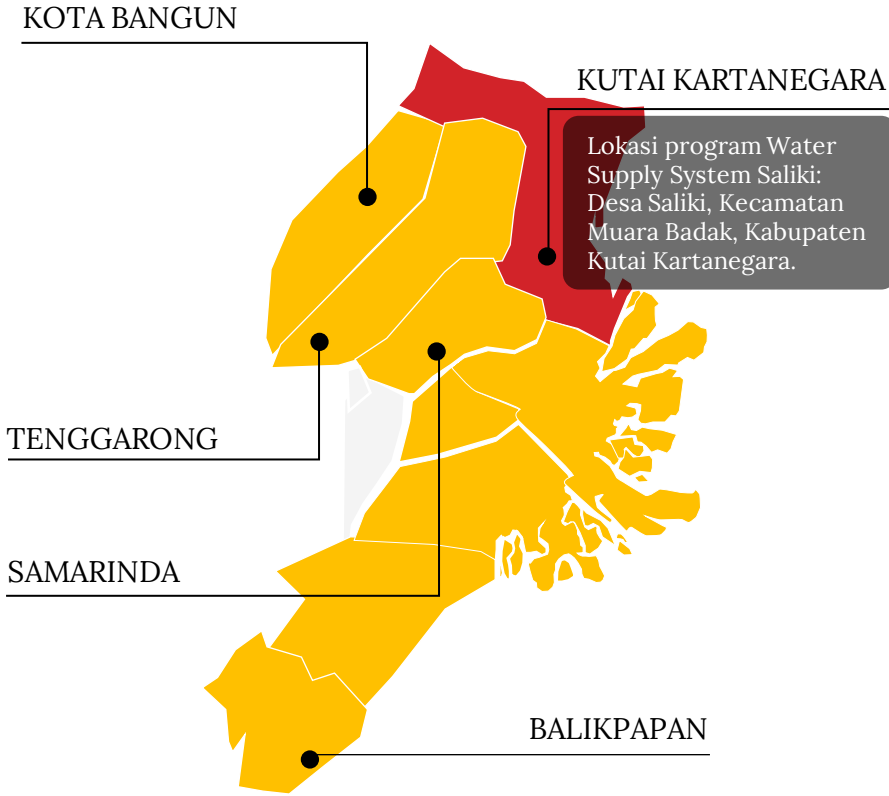 KOTA BANGUN
KUTAI KARTANEGARA
Lokasi program Water
Supply System Saliki:
Desa Saliki, Kecamatan
Muara Badak, Kabupaten
Kutai Kartanegara.
TENGGARONG
SAMARINDA
BALIKPAPAN